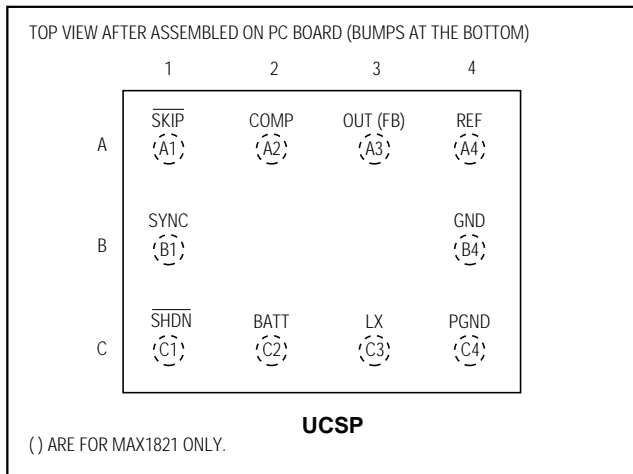 TOP VIEW AFTER ASSEMBLED ON PC BOARD (BUMPS AT THE BOTTOM)
1 2 3 4
SKIP COMP OUT (FB) REF
A A1 A2 A3 A4
SYNC GND
B B1 B4
SHDN BATT LX PGND
C C1 C2 C3 C4
UCSP
( ) ARE FOR MAX1821 ONLY.